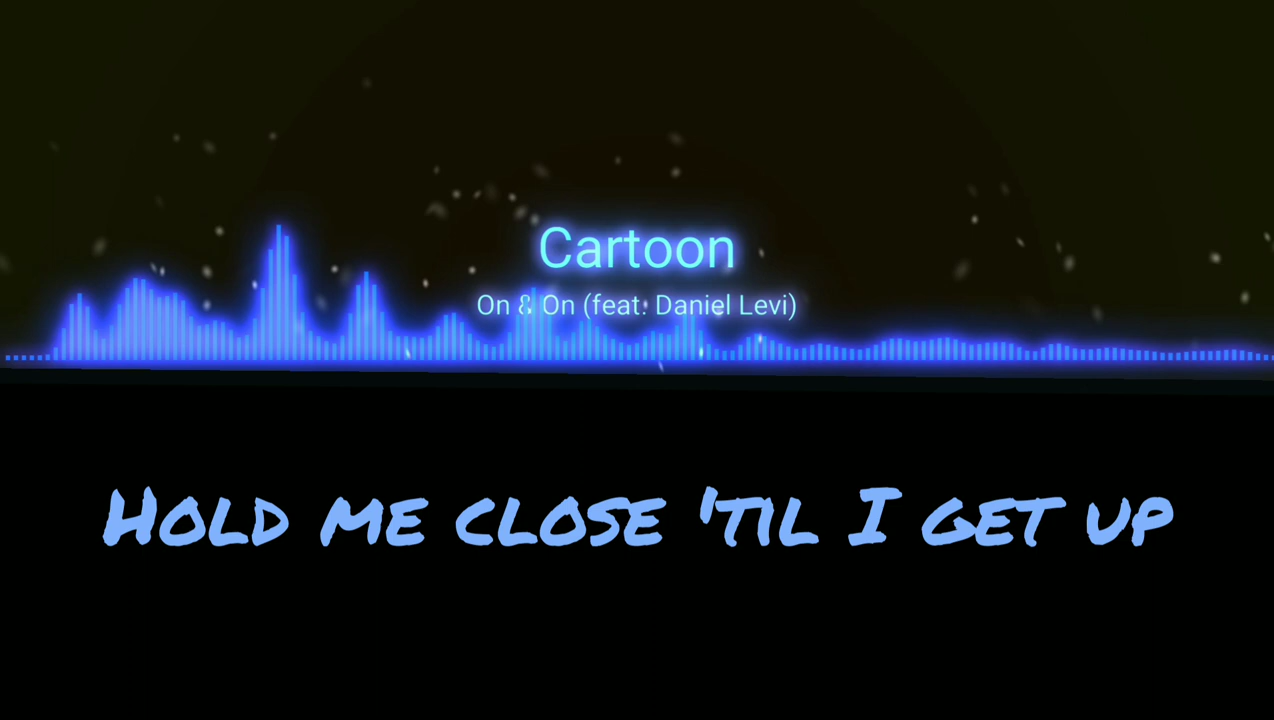 Cartoon
On & On (feat. Daniel Levi)
Hold me close 'til I get up